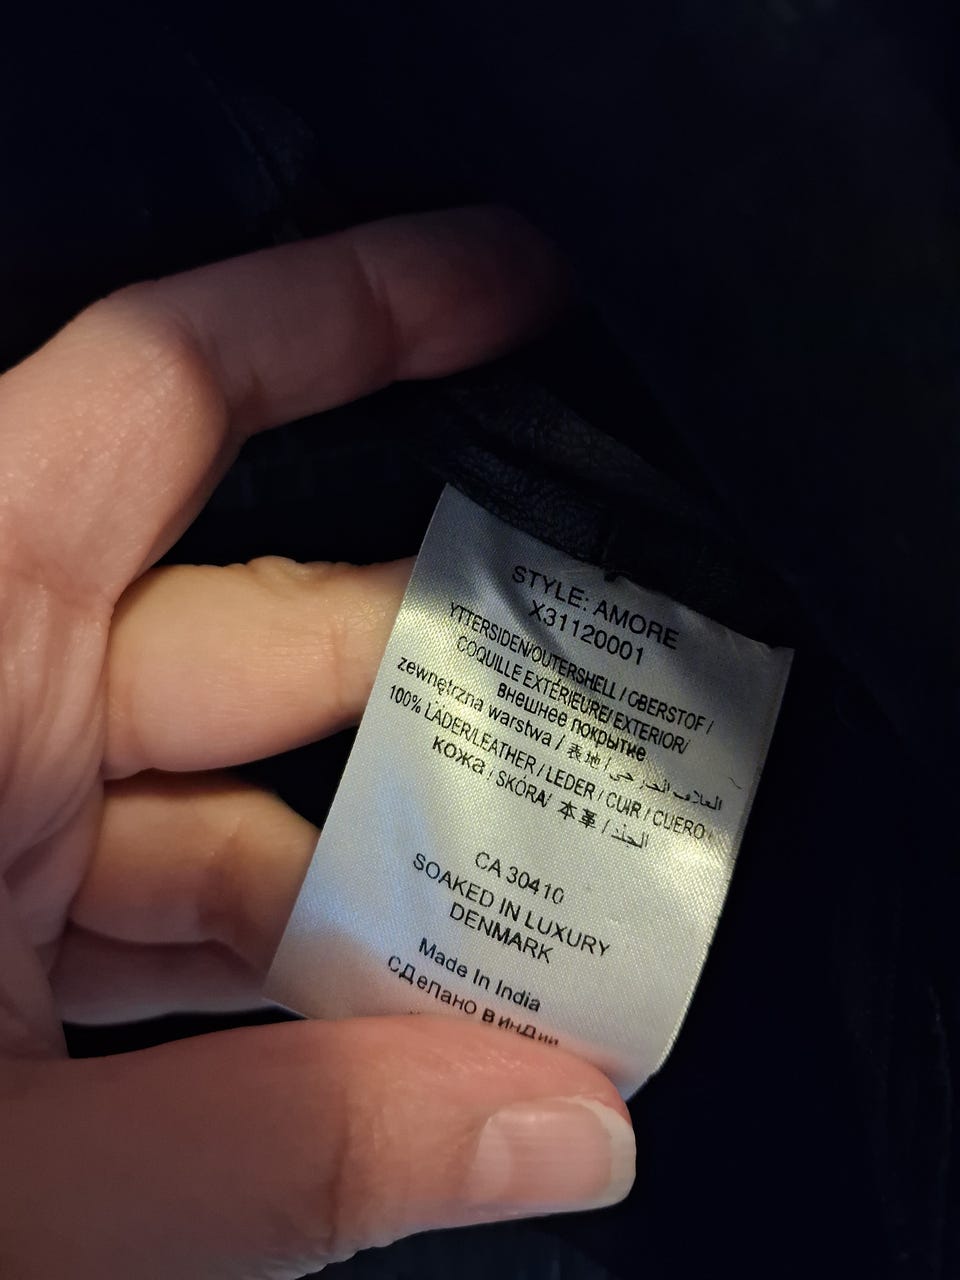 STYLE: AMORE
X31120001
YTTERSIDEN/OUTERSHELL / OBERSTOF /
COQUILLE EXTÉRIEURE/ EXTERIOR/
внешнее покрытие
zewnętrzna warstwa / 表地 / الغلاف الخارجي
100% LÄDER/LEATHER / LEDER / CUIR / CUERO
кожа / SKÓRA/ 本革 / الجلد
CA 30410
SOAKED IN LUXURY
DENMARK
Made In India
Сделано в индии